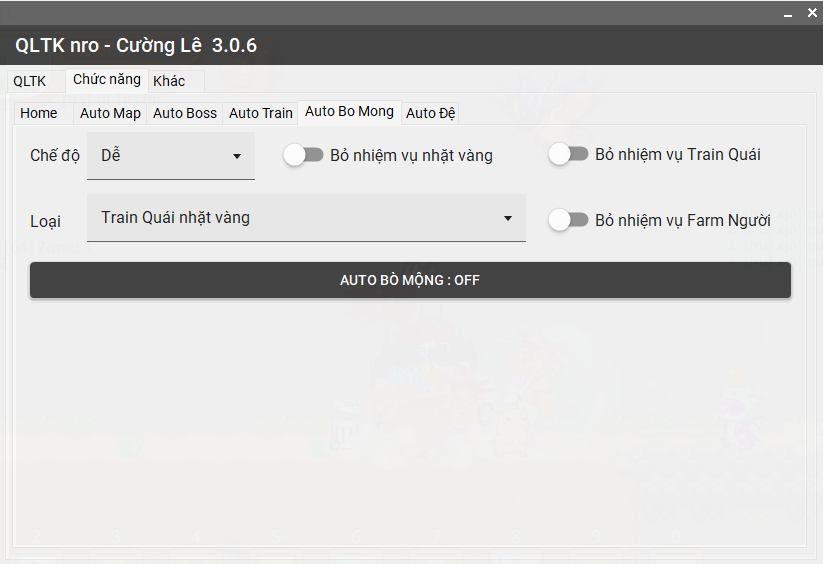 QLTK nro - Cường Lê 3.0.6
QLTK Chức năng Khác
Home Auto Map Auto Boss Auto Train Auto Bo Mong Auto Đệ
Chế độ Dễ Bỏ nhiệm vụ nhặt vàng Bỏ nhiệm vụ Train Quái
Loại Train Quái nhặt vàng Bỏ nhiệm vụ Farm Người
AUTO BÒ MỘNG : OFF